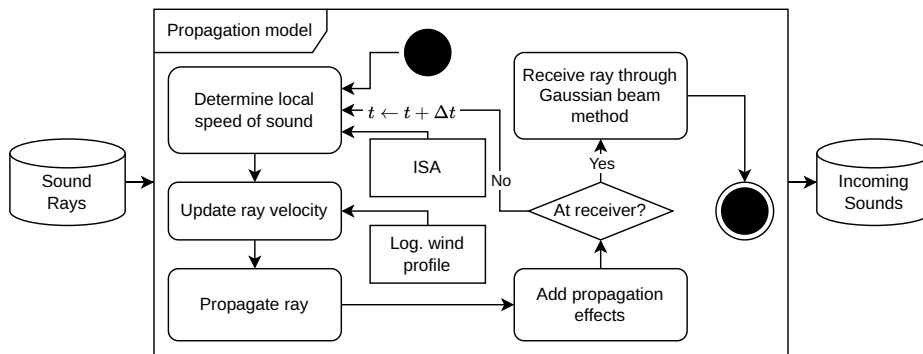 Propagation model
Determine local
speed of sound
t ← t + Δt
Receive ray through
Gaussian beam
method
ISA
Yes
No
Sound
Rays
Update ray velocity
At receiver?
Incoming
Sounds
Log. wind
profile
Propagate ray
Add propagation
effects